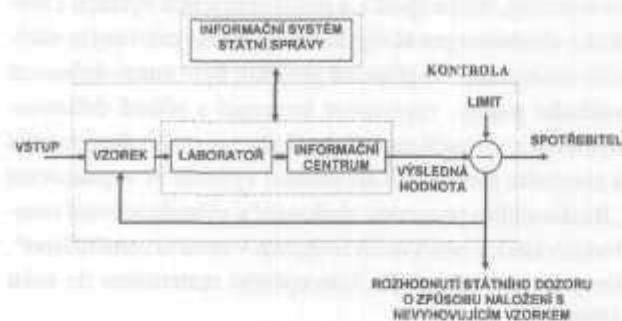 INFORMAČNÍ SYSTÉM
STÁTNÍ SPRÁVY
KONTROLA
LIMIT
VSTUP
VZOREK
LABORATOŘ
INFORMAČNÍ
CENTRUM
VÝSLEDNÁ
HODNOTA
SPOTŘEBITEL
ROZHODNUTÍ STÁTNÍHO DOZORU
O ZPŮSOBU NALOŽENÍ S
NEVYHOVUJÍCÍM VZORKEM